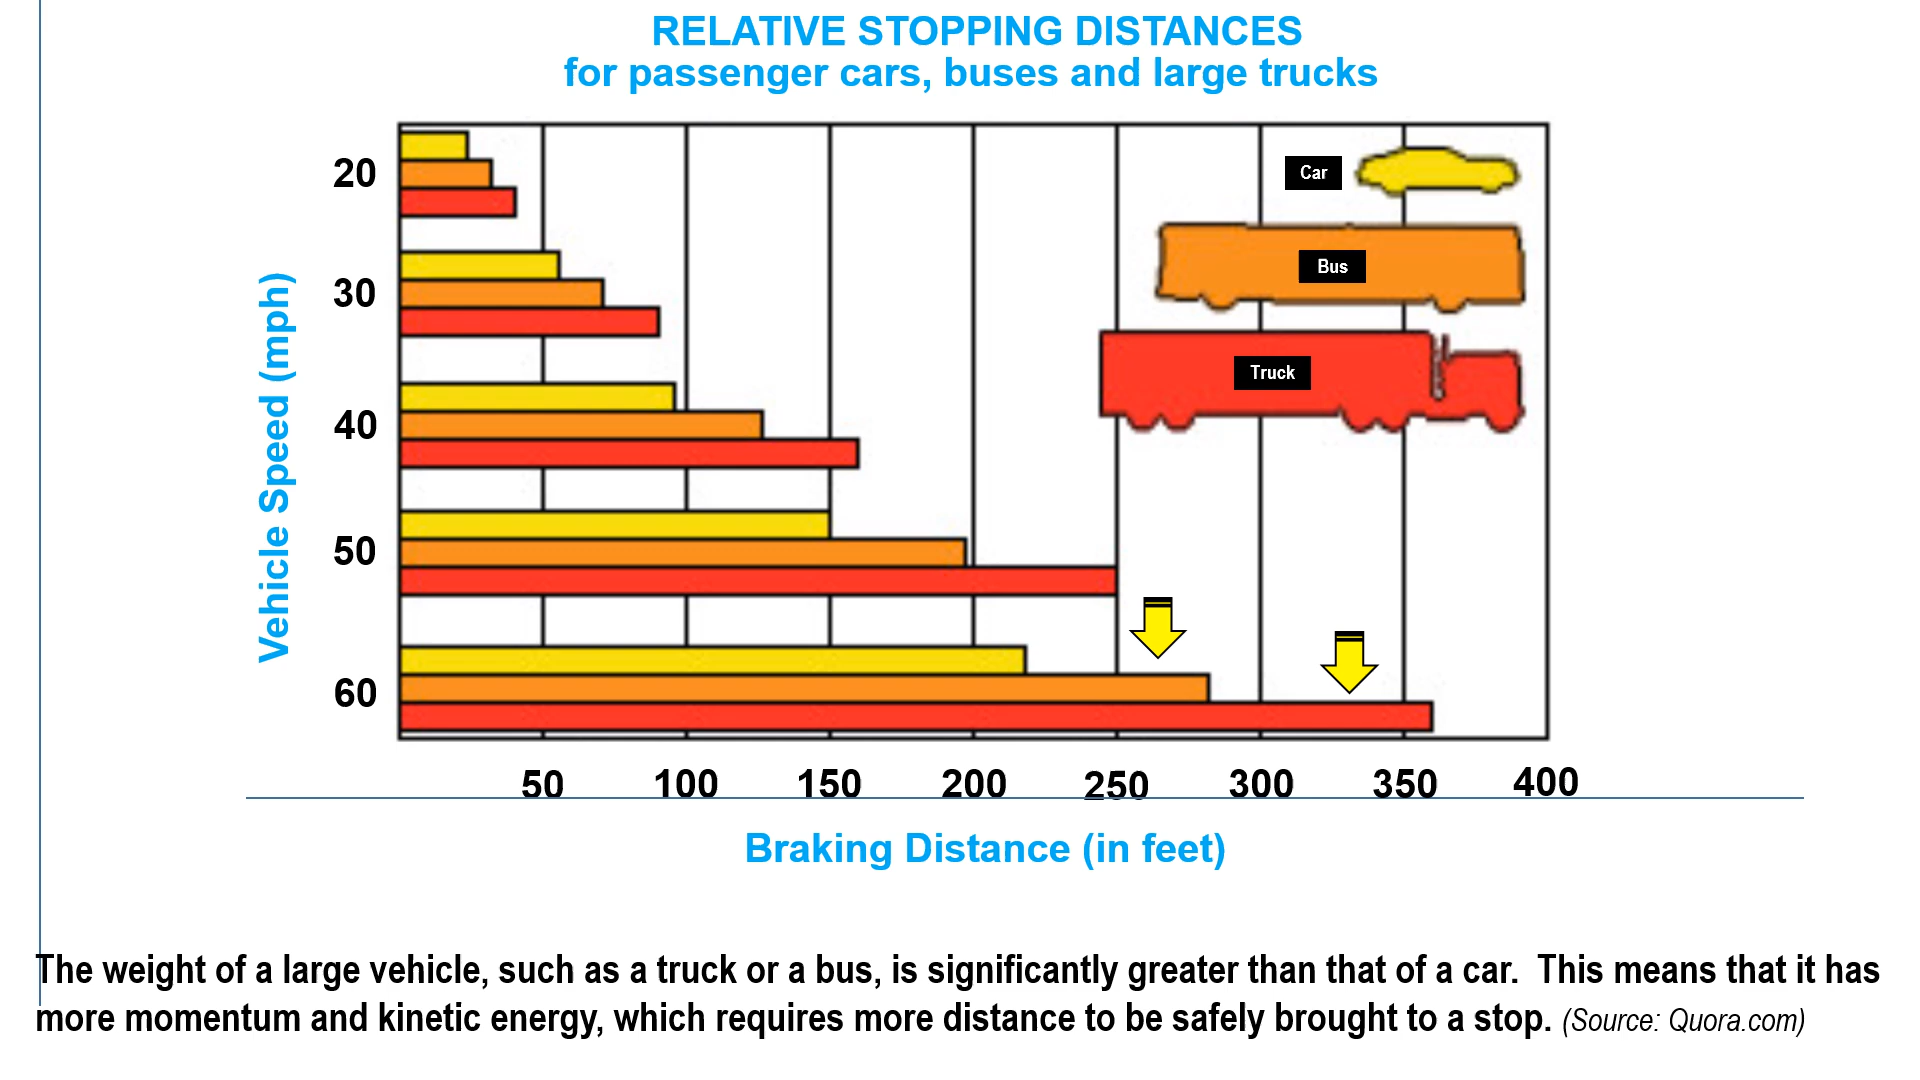 RELATIVE STOPPING DISTANCES
for passenger cars, buses and large trucks
Vehicle Speed (mph)
20
30
40
50
60
Car
Bus
Truck
50 100 150 200 250 300 350 400
Braking Distance (in feet)
The weight of a large vehicle, such as a truck or a bus, is significantly greater than that of a car.  This means that it has
more momentum and kinetic energy, which requires more distance to be safely brought to a stop. (Source: Quora.com)